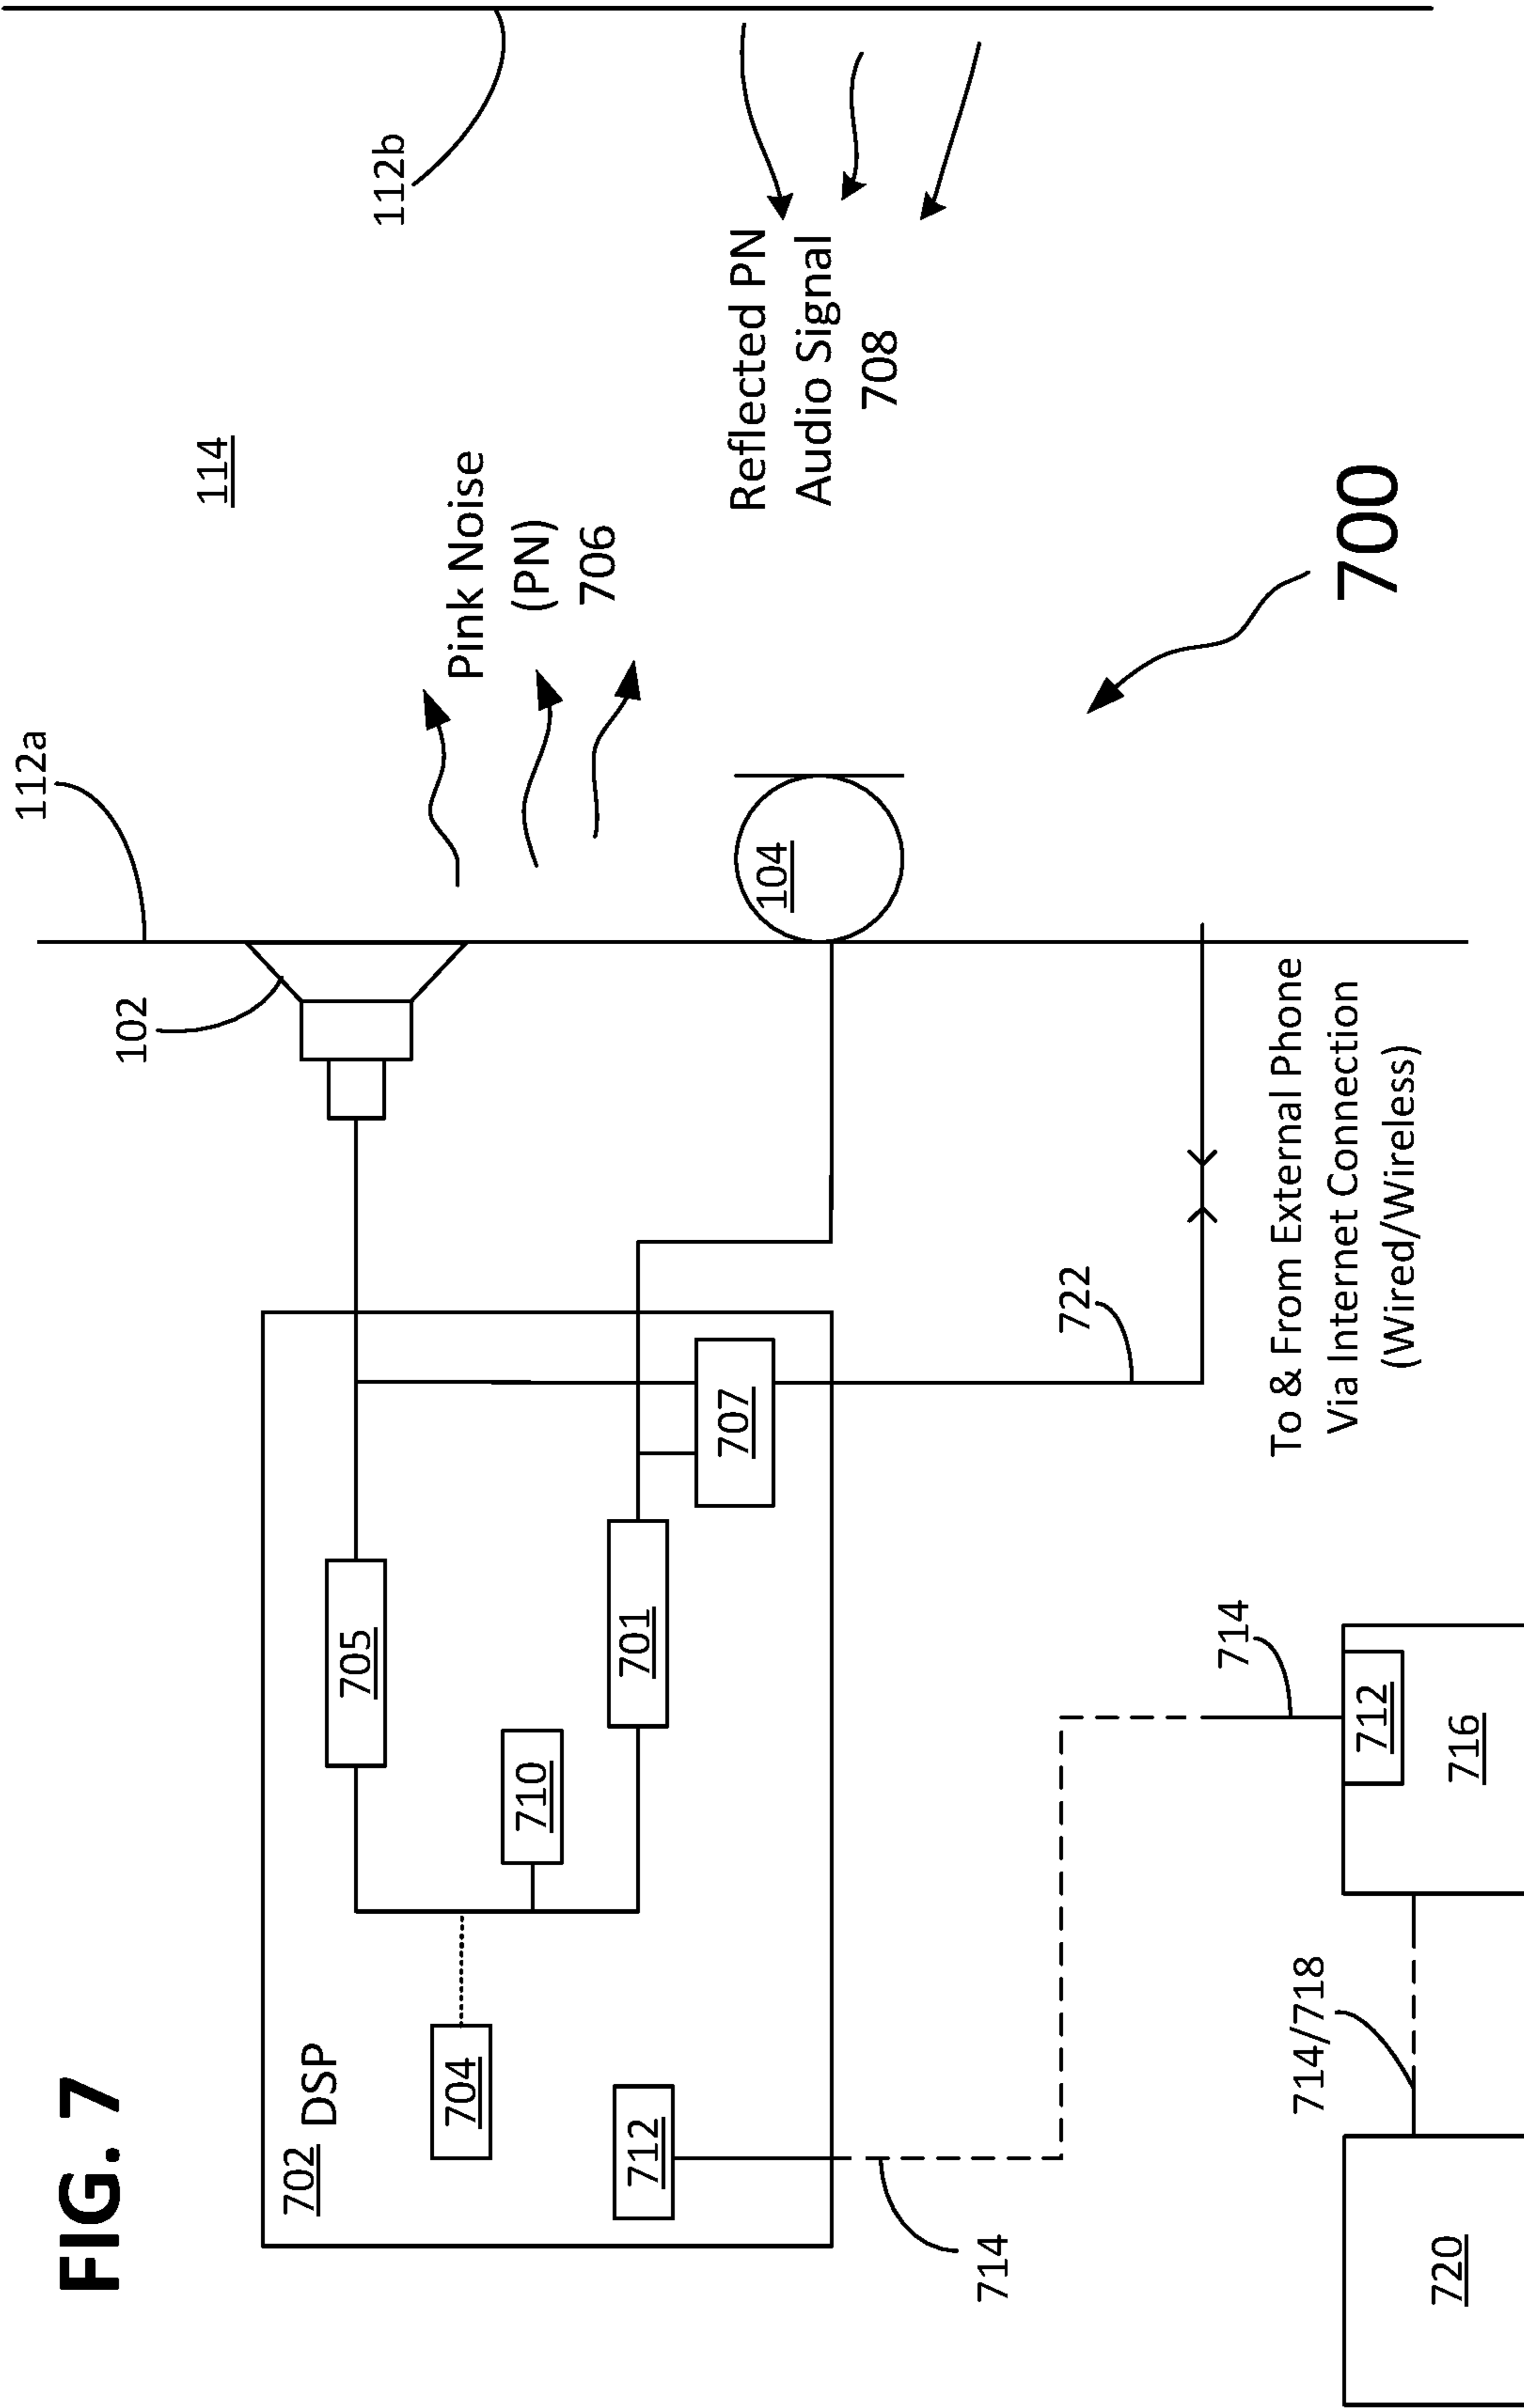 FIG. 7
112a
102
114
112b
702 DSP
704
705
710
712
701
707
Pink Noise
(PN)
706
104
Reflected PN
Audio Signal
708
714
722
700
714
To & From External Phone
Via Internet Connection
(Wired/Wireless)
714/718
720
716
712